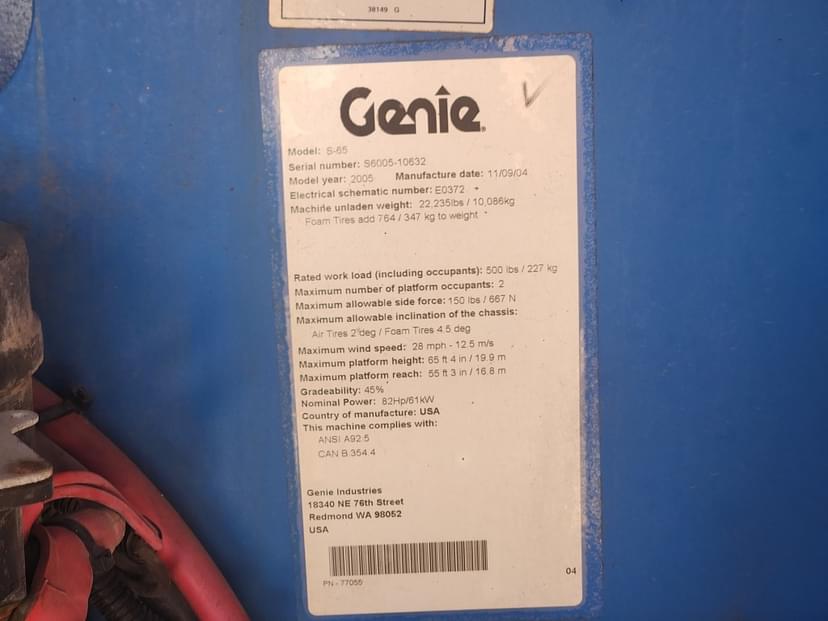 38149 G
Genie
Model: S-65
Serial number: S6005-10632
Model year: 2005 Manufacture date: 11/09/04
Electrical schematic number: E0372
Machine unladen weight: 22,235lbs / 10,086kg
Foam Tires add 764 / 347 kg to weight
Rated work load (including occupants): 500 lbs / 227 kg
Maximum number of platform occupants: 2
Maximum allowable side force: 150 lbs / 667 N
Maximum allowable inclination of the chassis:
Air Tires 2 deg / Foam Tires 4.5 deg
Maximum wind speed: 28 mph - 12.5 m/s
Maximum platform height: 65 ft 4 in / 19.9 m
Maximum platform reach: 55 ft 3 in / 16.8 m
Gradeability: 45%
Nominal Power: 82Hp/61kW
Country of manufacture: USA
This machine complies with:
ANSI A92.5
CAN B.354.4
Genie Industries
18340 NE 76th Street
Redmond WA 98052
USA
PN - 77055
04